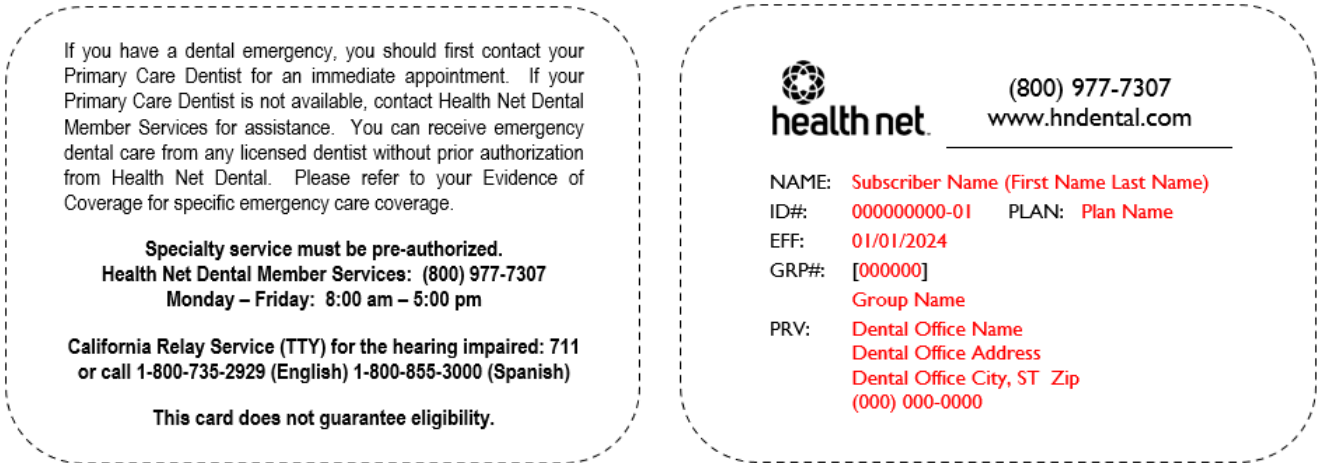 If you have a dental emergency, you should first contact your
Primary Care Dentist for an immediate appointment. If your
Primary Care Dentist is not available, contact Health Net Dental
Member Services for assistance. You can receive emergency
dental care from any licensed dentist without prior authorization
from Health Net Dental. Please refer to your Evidence of
Coverage for specific emergency care coverage.
Specialty service must be pre-authorized.
Health Net Dental Member Services: (800) 977-7307
Monday – Friday: 8:00 am – 5:00 pm
California Relay Service (TTY) for the hearing impaired: 711
or call 1-800-735-2929 (English) 1-800-855-3000 (Spanish)
This card does not guarantee eligibility.
health net.
(800) 977-7307
www.hndental.com
NAME: Subscriber Name (First Name Last Name)
ID#: 000000000-01 PLAN: Plan Name
EFF: 01/01/2024
GRP#: [000000]
Group Name
PRV: Dental Office Name
Dental Office Address
Dental Office City, ST Zip
(000) 000-0000